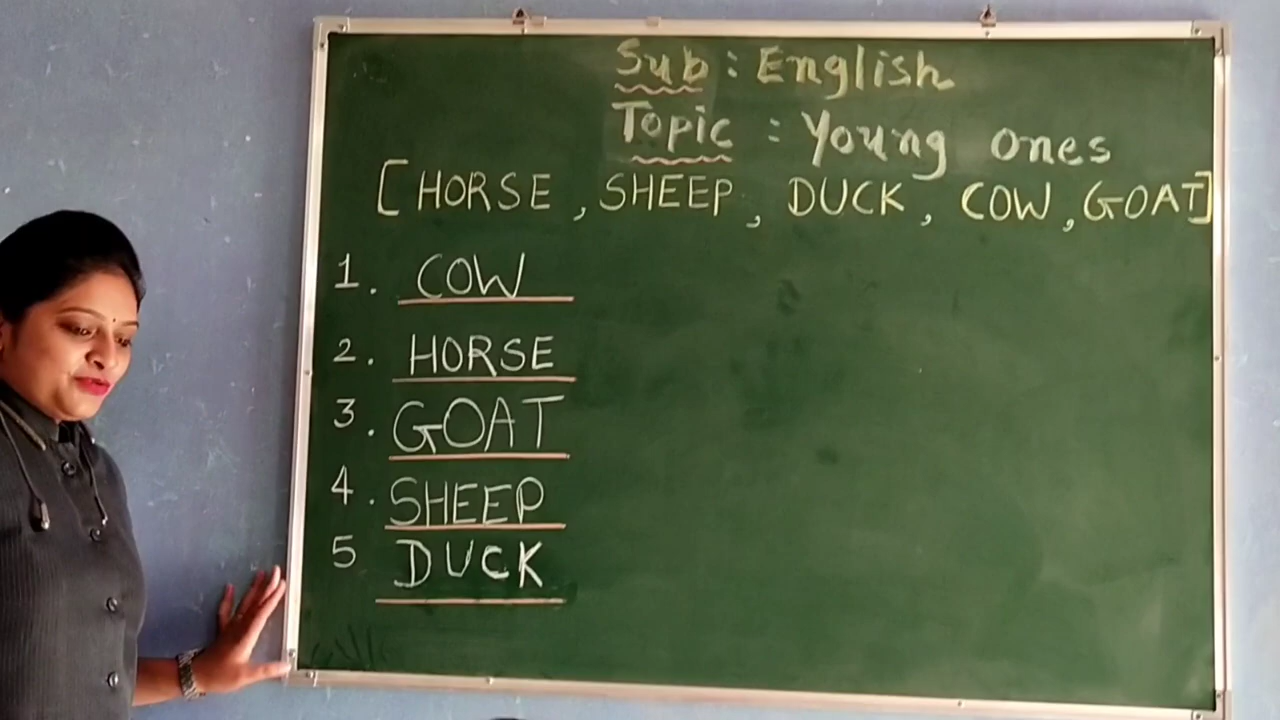 Sub : English
Topic : Young ones
[HORSE , SHEEP , DUCK , COW , GOAT]
1. COW
2. HORSE
3. GOAT
4. SHEEP
5 DUCK